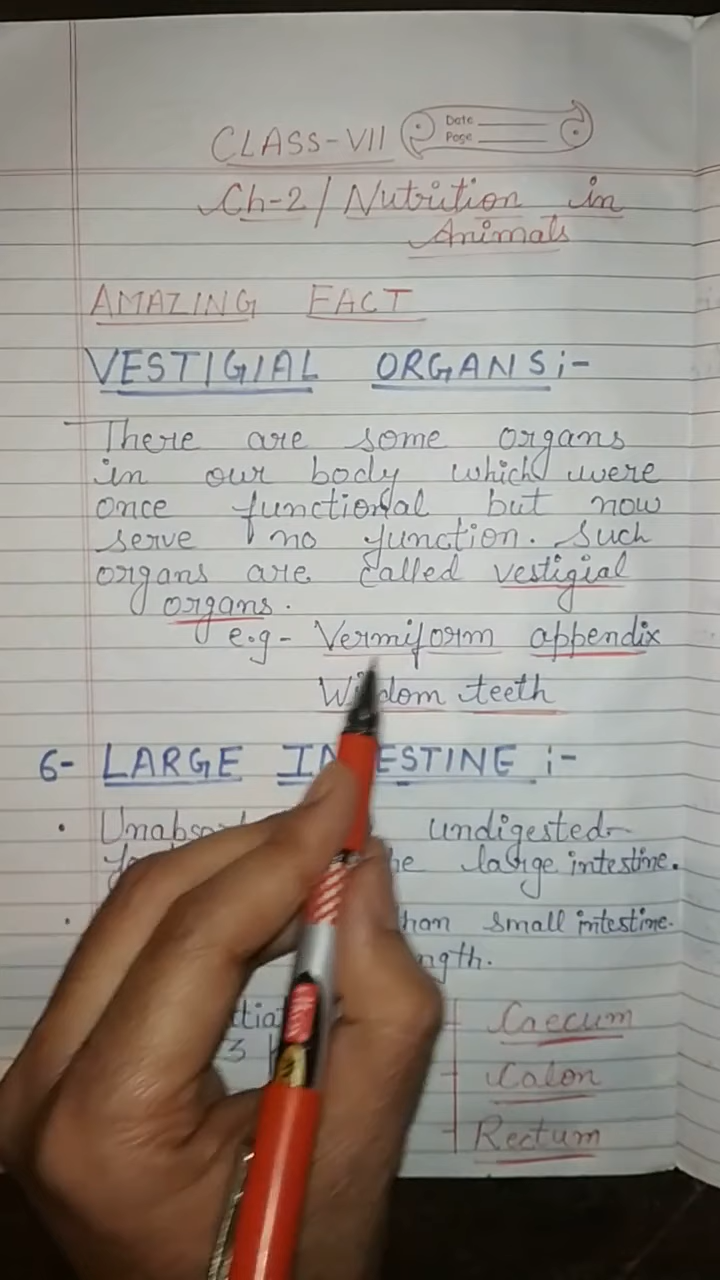 CLASS-VII
Date
Page
Ch-2/ Nutrition in
Animals
AMAZING FACT
VESTIGIAL ORGANS:-
There are some organs
in our body which were
once functional but now
serve no function. Such
organs are called vestigial
organs.
e.g- Vermiform appendix
teeth
6- LARGE
:-
undigested
large intestine.
than small intestine.
3
Caecum
Colon
Rectum